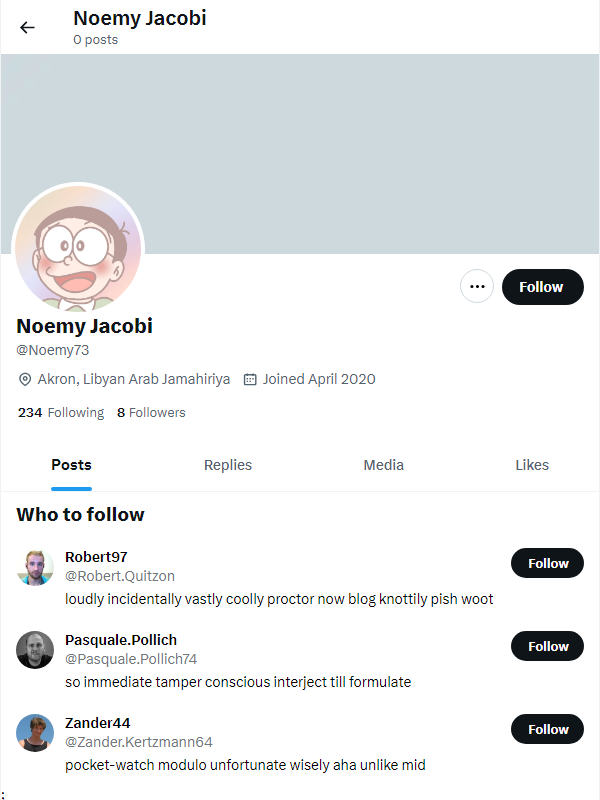 Noemy Jacobi
0 posts
Follow
Noemy Jacobi
@Noemy73
Akron, Libyan Arab Jamahiriya Joined April 2020
234 Following 8 Followers
Posts Replies Media Likes
Who to follow
Robert97
@Robert.Quitzon
Follow
loudly incidentally vastly coolly proctor now blog knottily pish woot
Pasquale.Pollich
@Pasquale.Pollich74
Follow
so immediate tamper conscious interject till formulate
Zander44
@Zander.Kertzmann64
Follow
pocket-watch modulo unfortunate wisely aha unlike mid
;